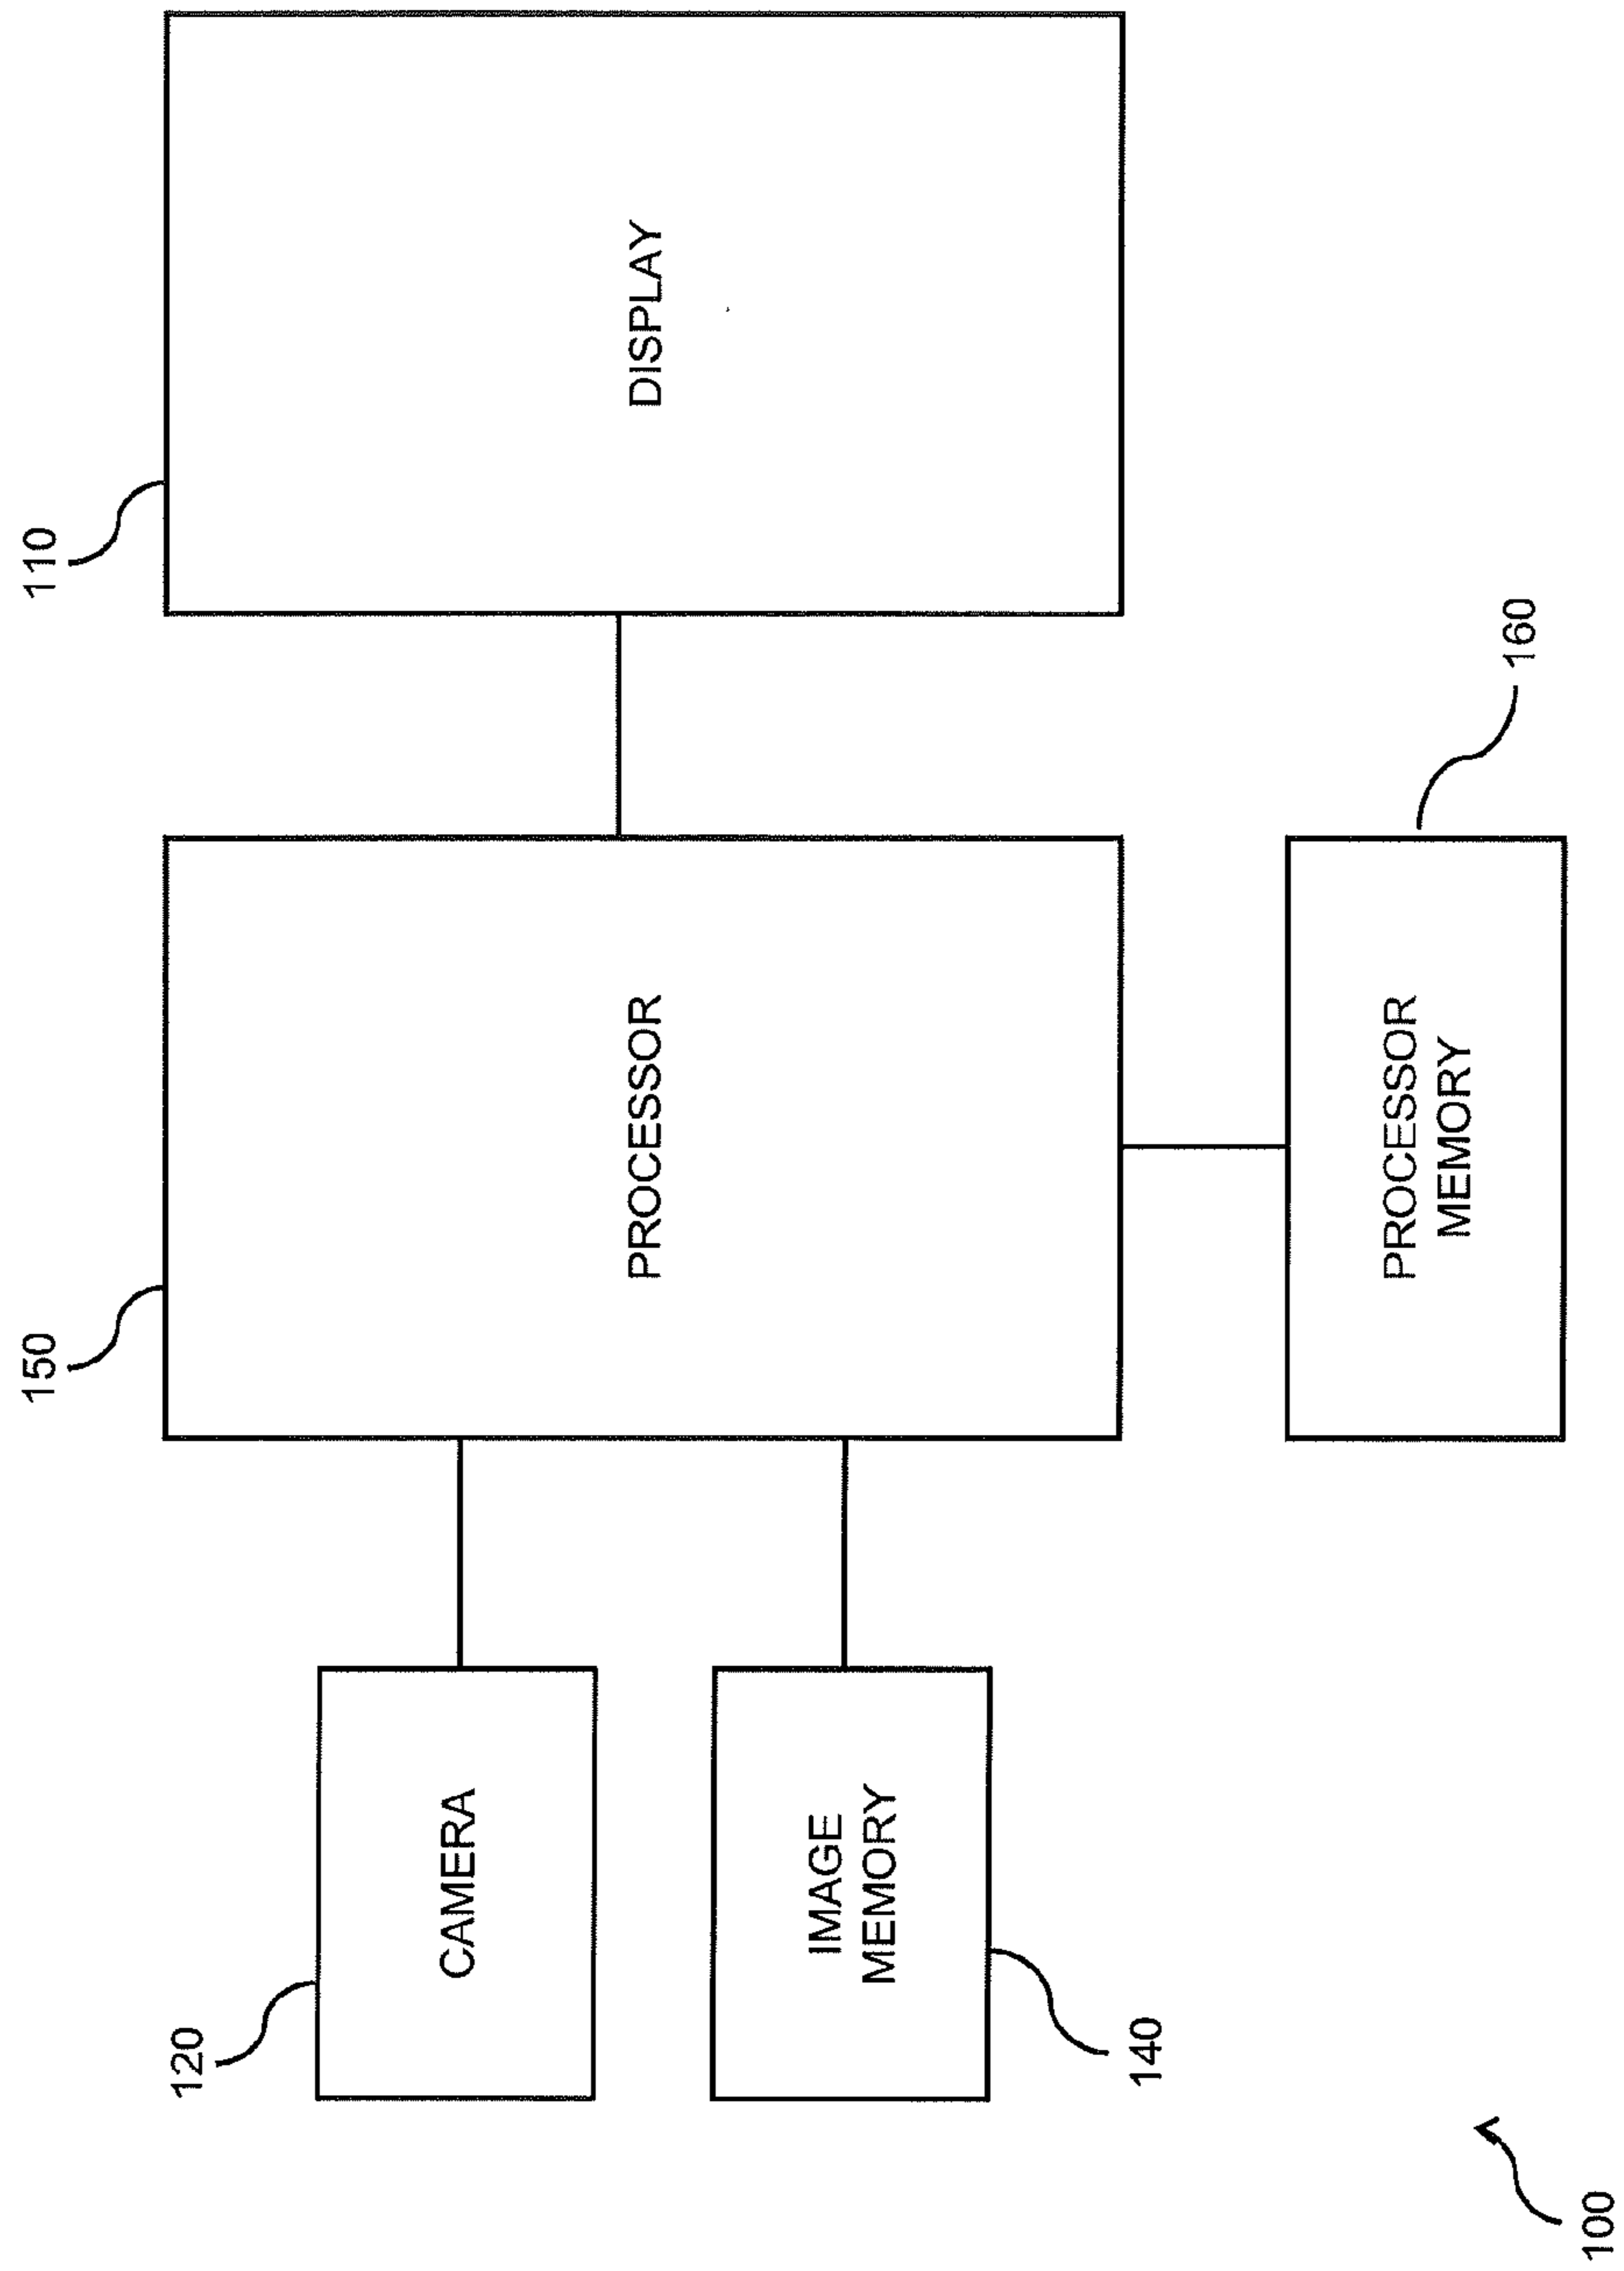 120
CAMERA
IMAGE
MEMORY
140
150
PROCESSOR
PROCESSOR
MEMORY
160
110
DISPLAY
100